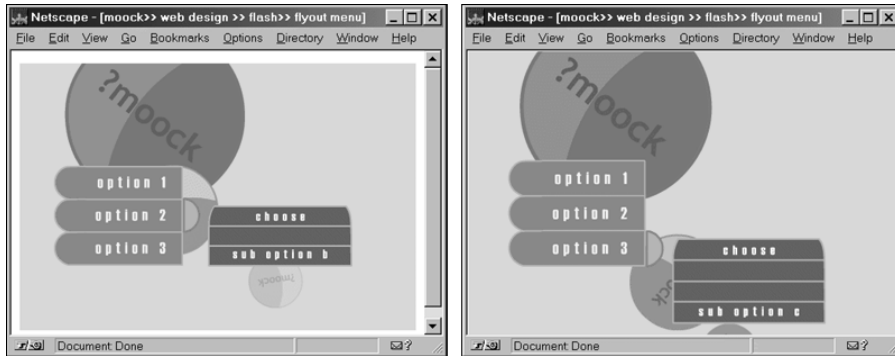 Netscape - [moock>> web design >> flash>> flyout menu]
File Edit View Go Bookmarks Options Directory Window Help
?moock
option 1
option 2
choose
option 3
sub option b
?moock
Document: Done
Netscape - [moock>> web design >> flash>> flyout menu]
File Edit View Go Bookmarks Options Directory Window Help
?moock
option 1
option 2
option 3
choose
sub option c
Document: Done